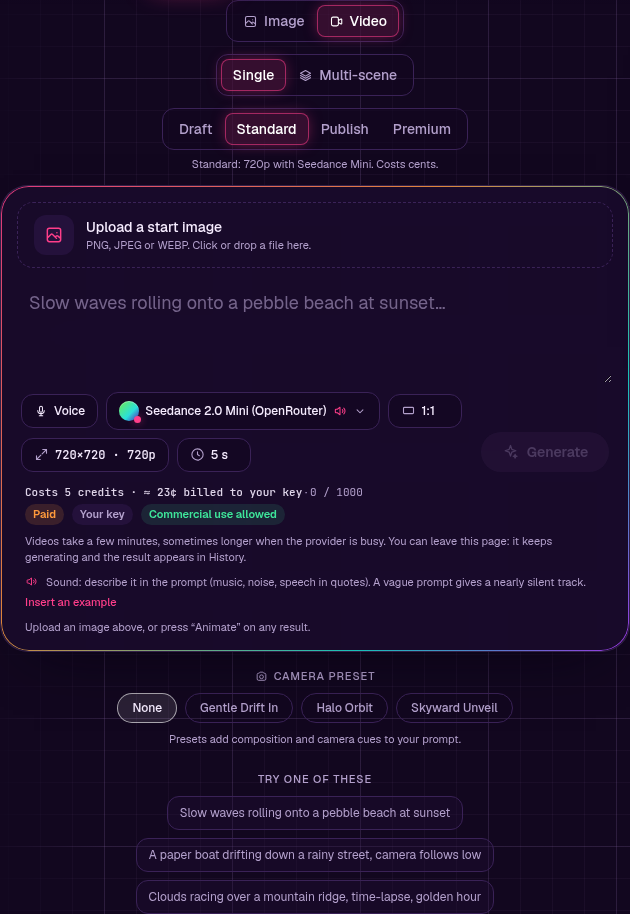 Image Video
Single Multi-scene
Draft Standard Publish Premium
Standard: 720p with Seedance Mini. Costs cents.
Upload a start image
PNG, JPEG or WEBP. Click or drop a file here.
Slow waves rolling onto a pebble beach at sunset…
Voice Seedance 2.0 Mini (OpenRouter) 1:1
720×720 · 720p 5 s Generate
Costs 5 credits · ≈ 23¢ billed to your key · 0 / 1000
Paid Your key Commercial use allowed
Videos take a few minutes, sometimes longer when the provider is busy. You can leave this page: it keeps
generating and the result appears in History.
Sound: describe it in the prompt (music, noise, speech in quotes). A vague prompt gives a nearly silent track.
Insert an example
Upload an image above, or press “Animate” on any result.
CAMERA PRESET
None Gentle Drift In Halo Orbit Skyward Unveil
Presets add composition and camera cues to your prompt.
TRY ONE OF THESE
Slow waves rolling onto a pebble beach at sunset
A paper boat drifting down a rainy street, camera follows low
Clouds racing over a mountain ridge, time-lapse, golden hour